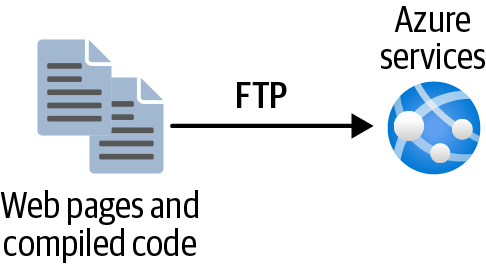 Azure
services
FTP
Web pages and
compiled code